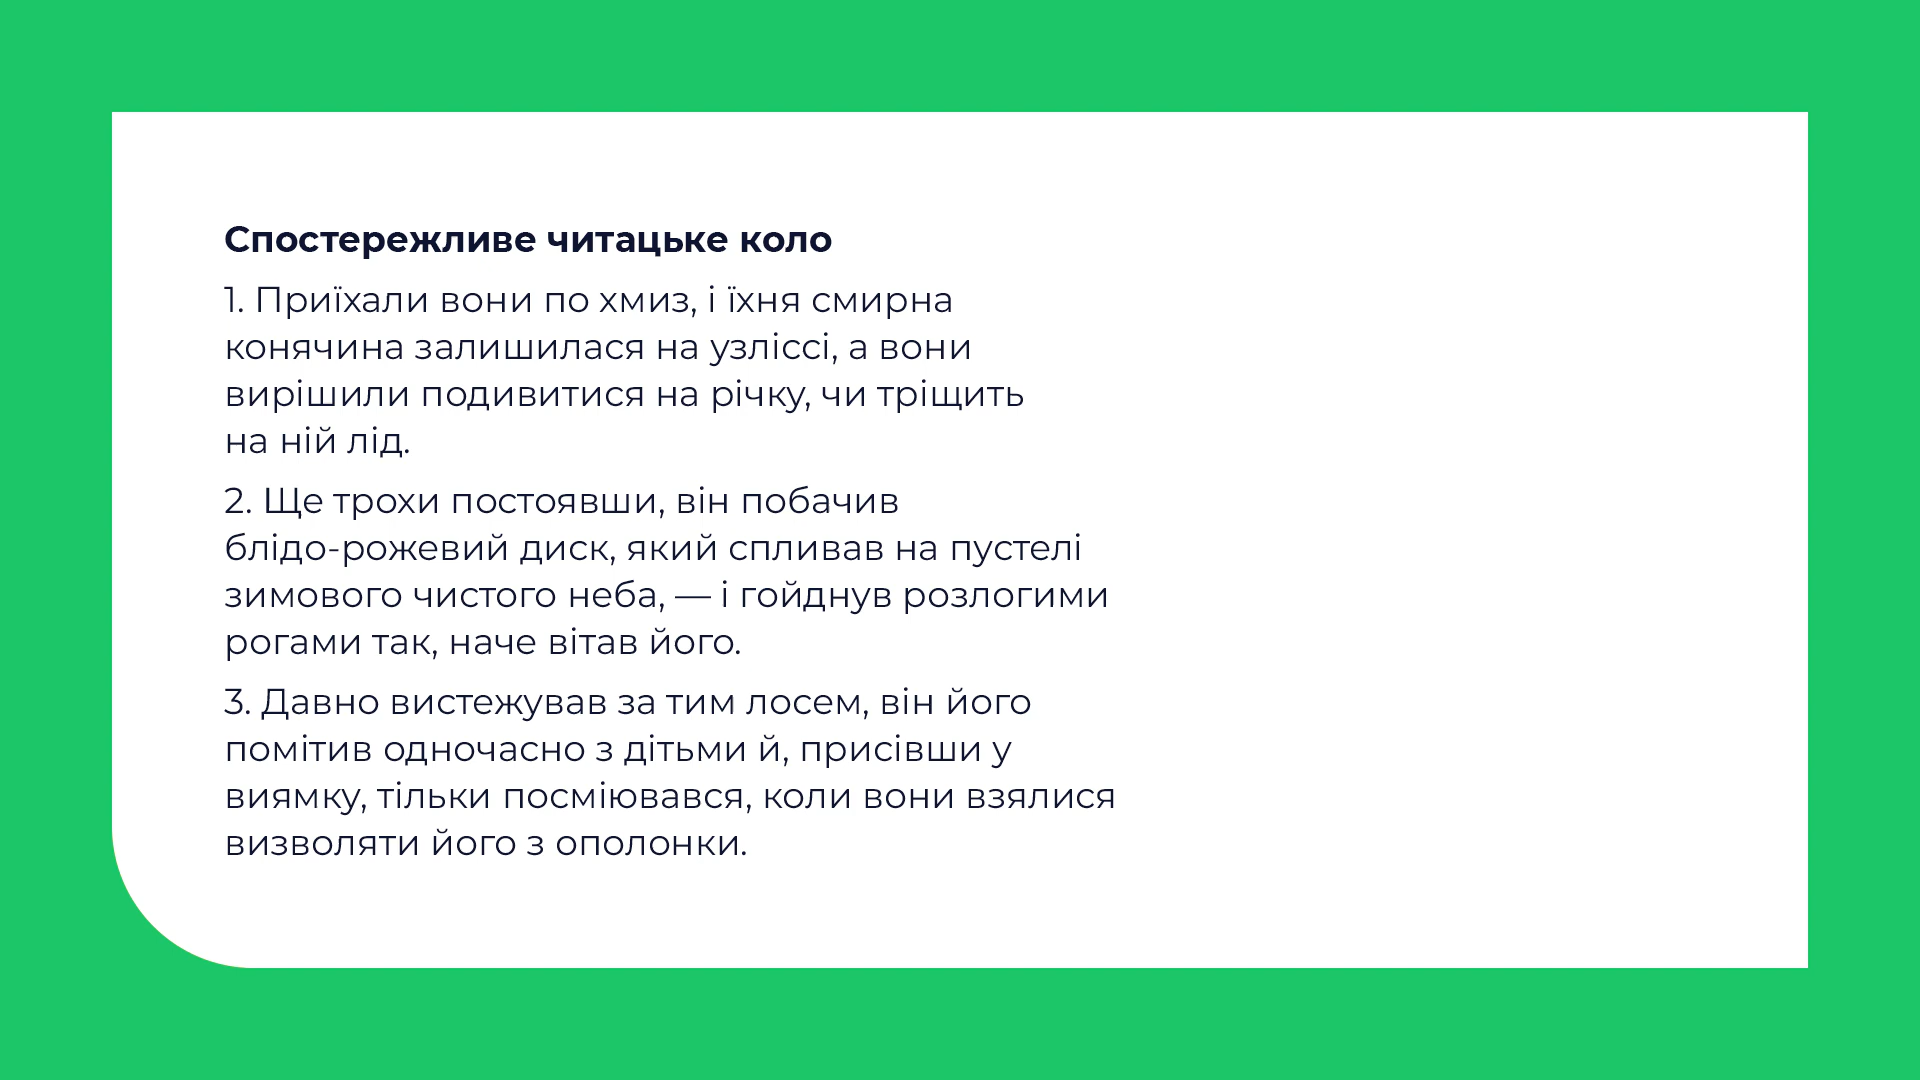 Спостережливе читацьке коло
1. Приїхали вони по хмиз, і їхня смирна
конячина залишилася на узліссі, а вони
вирішили подивитися на річку, чи тріщить
на ній лід.
2. Ще трохи постоявши, він побачив
блідо-рожевий диск, який спливав на пустелі
зимового чистого неба, — і гойднув розлогими
рогами так, наче вітав його.
3. Давно вистежував за тим лосем, він його
помітив одночасно з дітьми й, присівши у
виямку, тільки посміювався, коли вони взялися
визволяти його з ополонки.